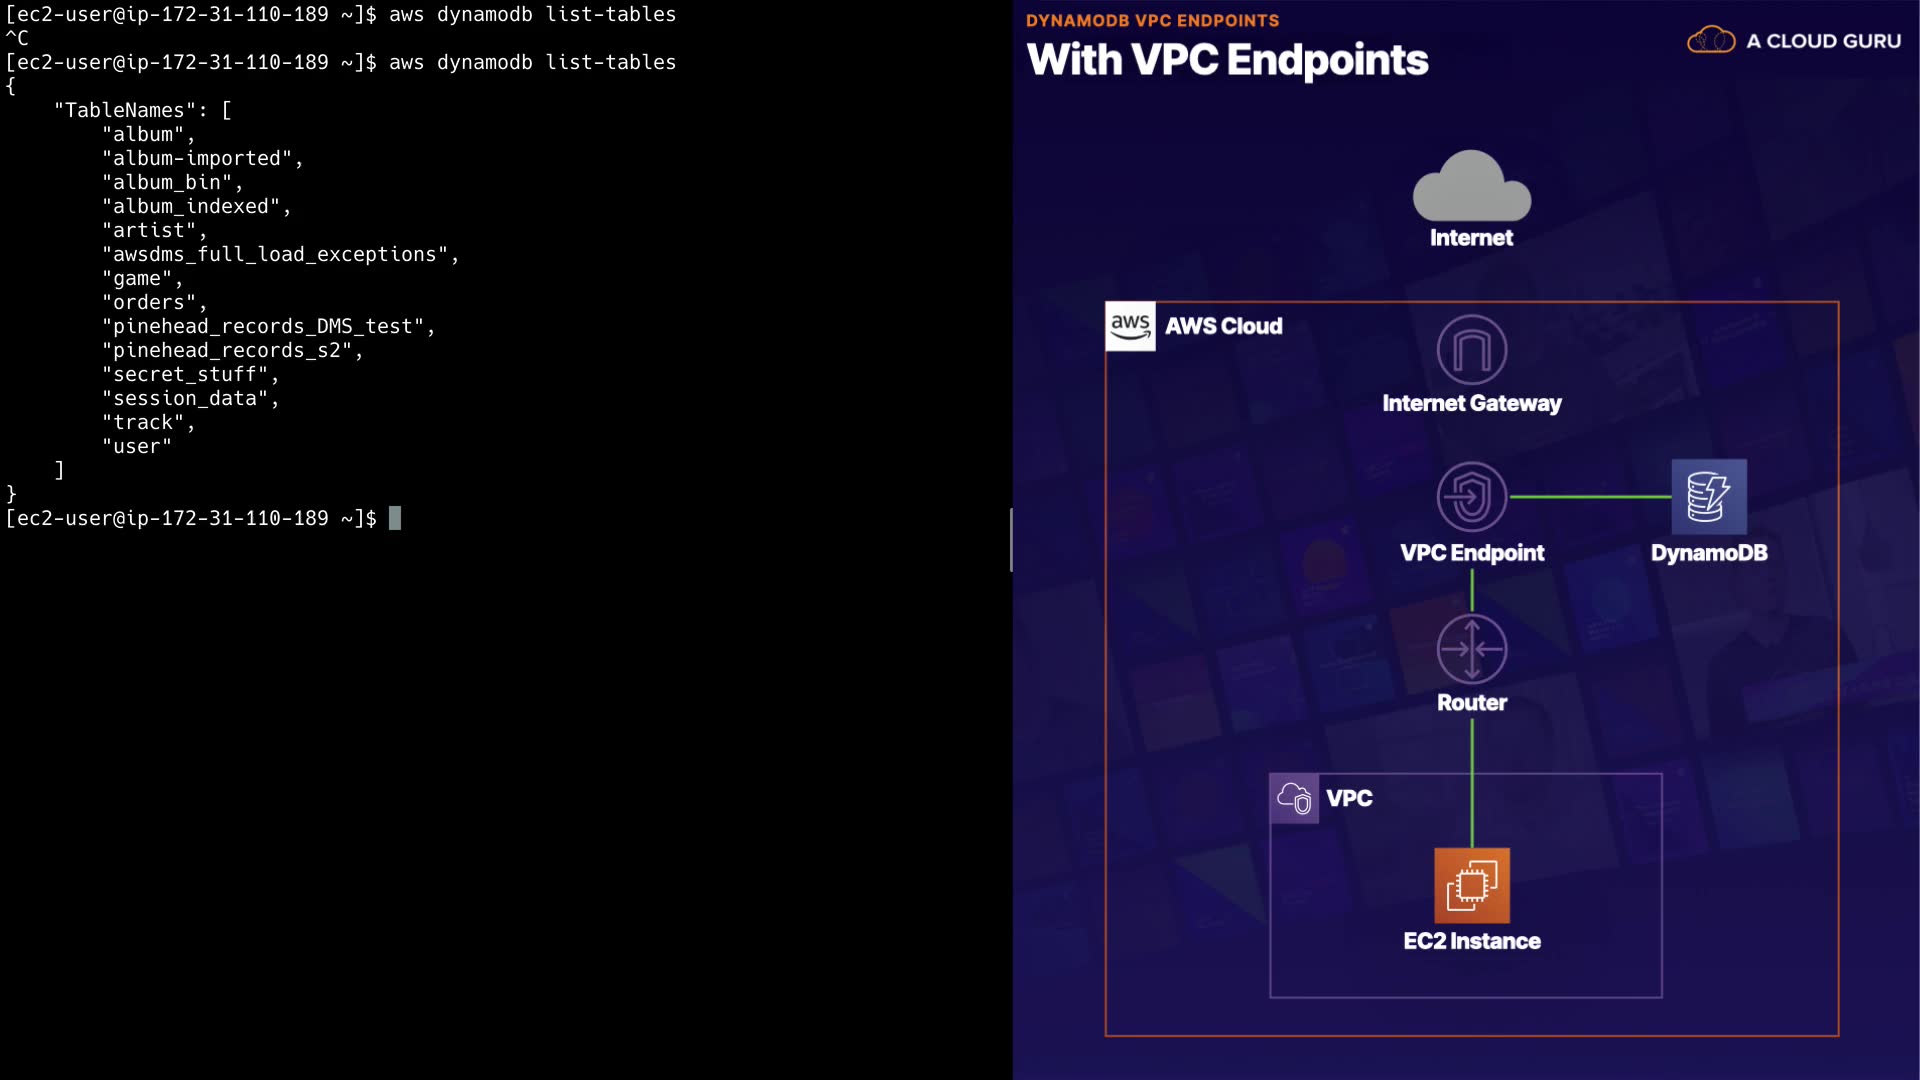 [ec2-user@ip-172-31-110-189 ~]$ aws dynamodb list-tables
^C
[ec2-user@ip-172-31-110-189 ~]$ aws dynamodb list-tables
{
    "TableNames": [
        "album",
        "album-imported",
        "album_bin",
        "album_indexed",
        "artist",
        "awsdms_full_load_exceptions",
        "game",
        "orders",
        "pinehead_records_DMS_test",
        "pinehead_records_s2",
        "secret_stuff",
        "session_data",
        "track",
        "user"
    ]
}
[ec2-user@ip-172-31-110-189 ~]$
DYNAMODB VPC ENDPOINTS
With VPC Endpoints
A CLOUD GURU
Internet
aws
AWS Cloud
Internet Gateway
VPC Endpoint
DynamoDB
Router
VPC
EC2 Instance